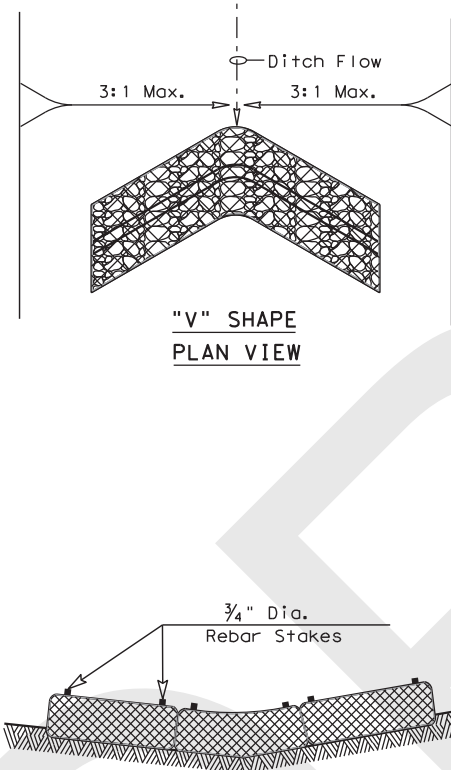 Ditch Flow
3:1 Max. 3:1 Max.
"V" SHAPE
PLAN VIEW
¾" Dia.
Rebar Stakes